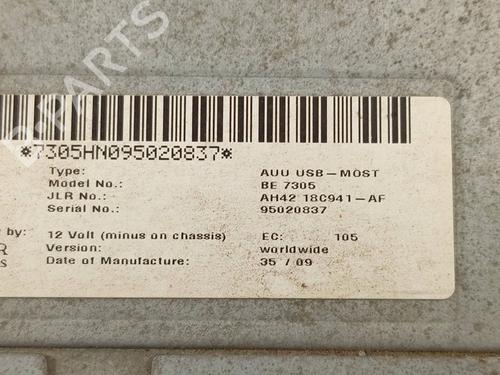 B-PARTS
*7305HN095020837*
Type: AUU USB-MOST
Model No.: BE 7305
JLR No.: AH42 18C941-AF
Serial No.: 95020837
by: 12 Volt (minus on chassis) EC: 105
R Version: worldwide
s Date of Manufacture: 35 / 09